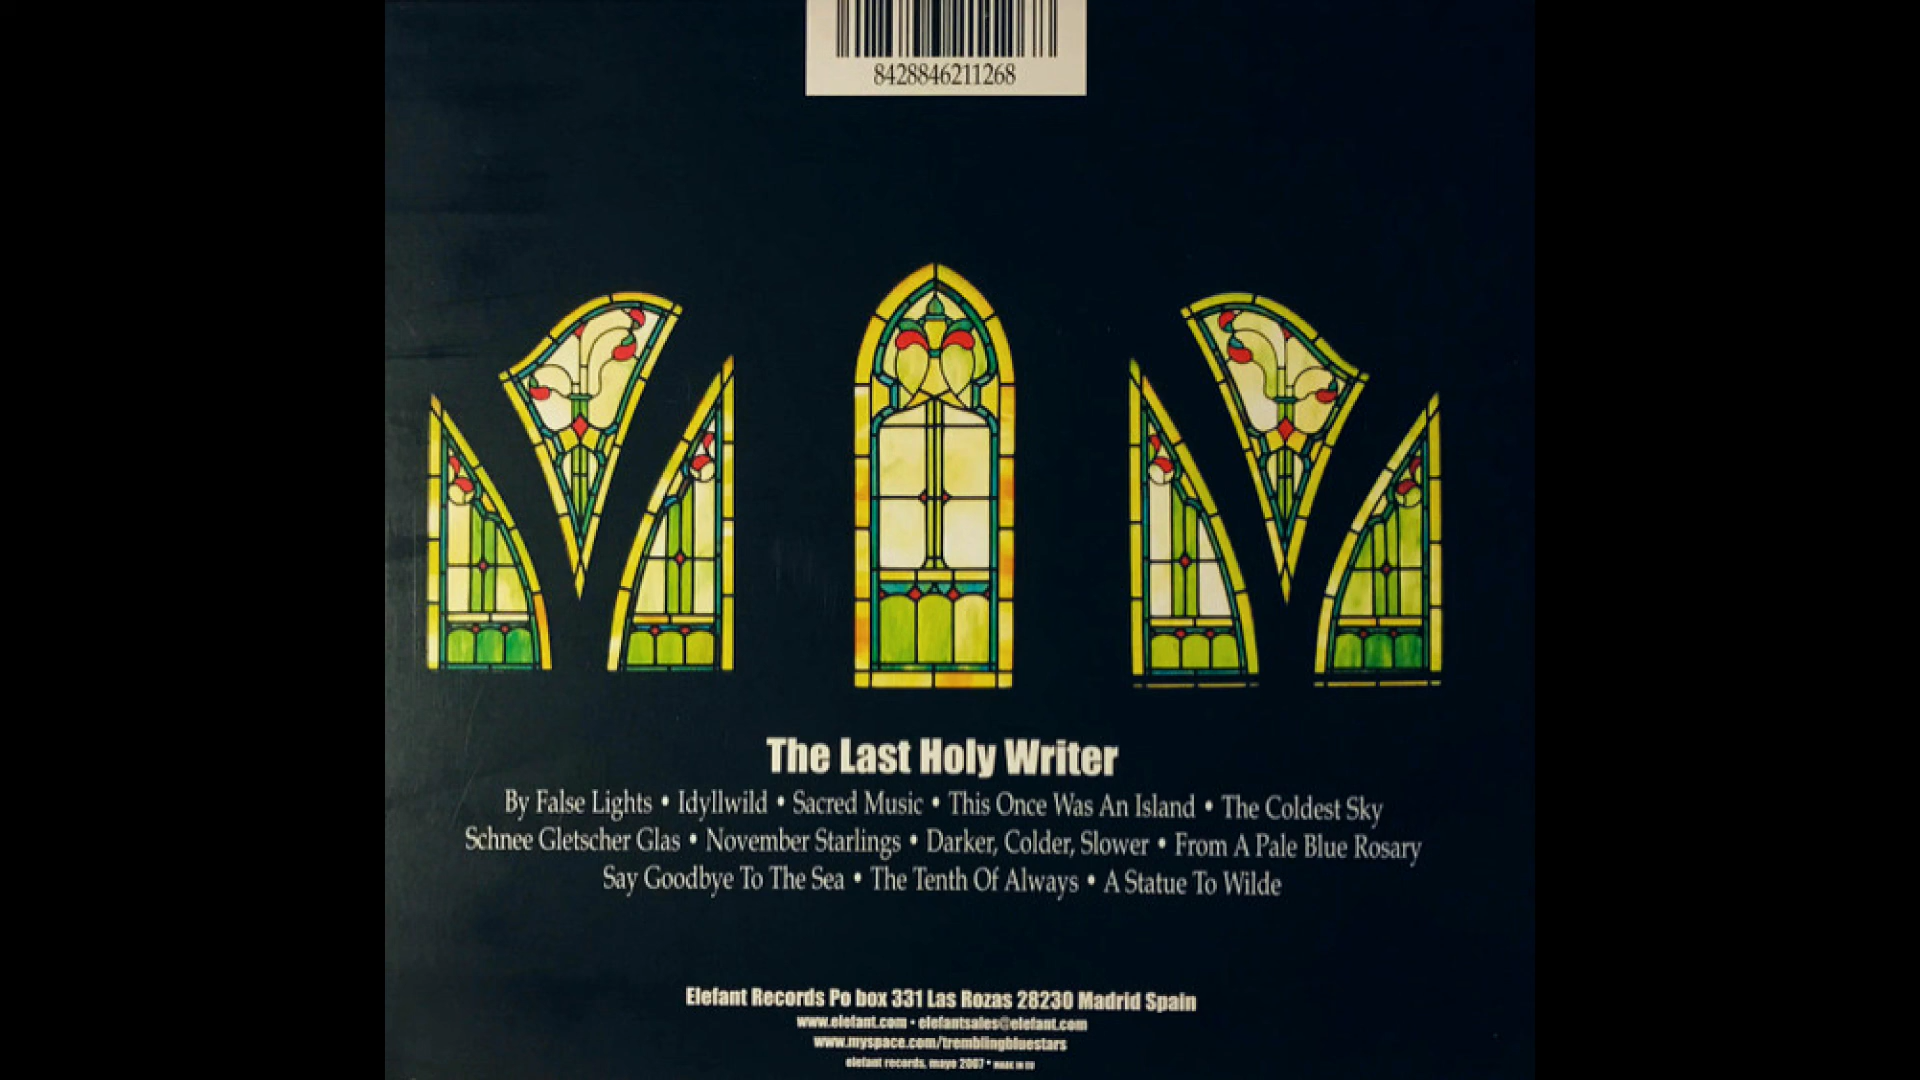 8428846211268
The Last Holy Writer
By False Lights • Idyllwild • Sacred Music • This Once Was An Island • The Coldest Sky
Schnee Gletscher Glas • November Starlings • Darker, Colder, Slower • From A Pale Blue Rosary
Say Goodbye To The Sea • The Tenth Of Always • A Statue To Wilde
Elefant Records Po box 331 Las Rozas 28230 Madrid Spain
www.elefant.com • elefantsales@elefant.com
www.myspace.com/tremblingbluestars
elefant records, mayo 2007 • MADE IN EU